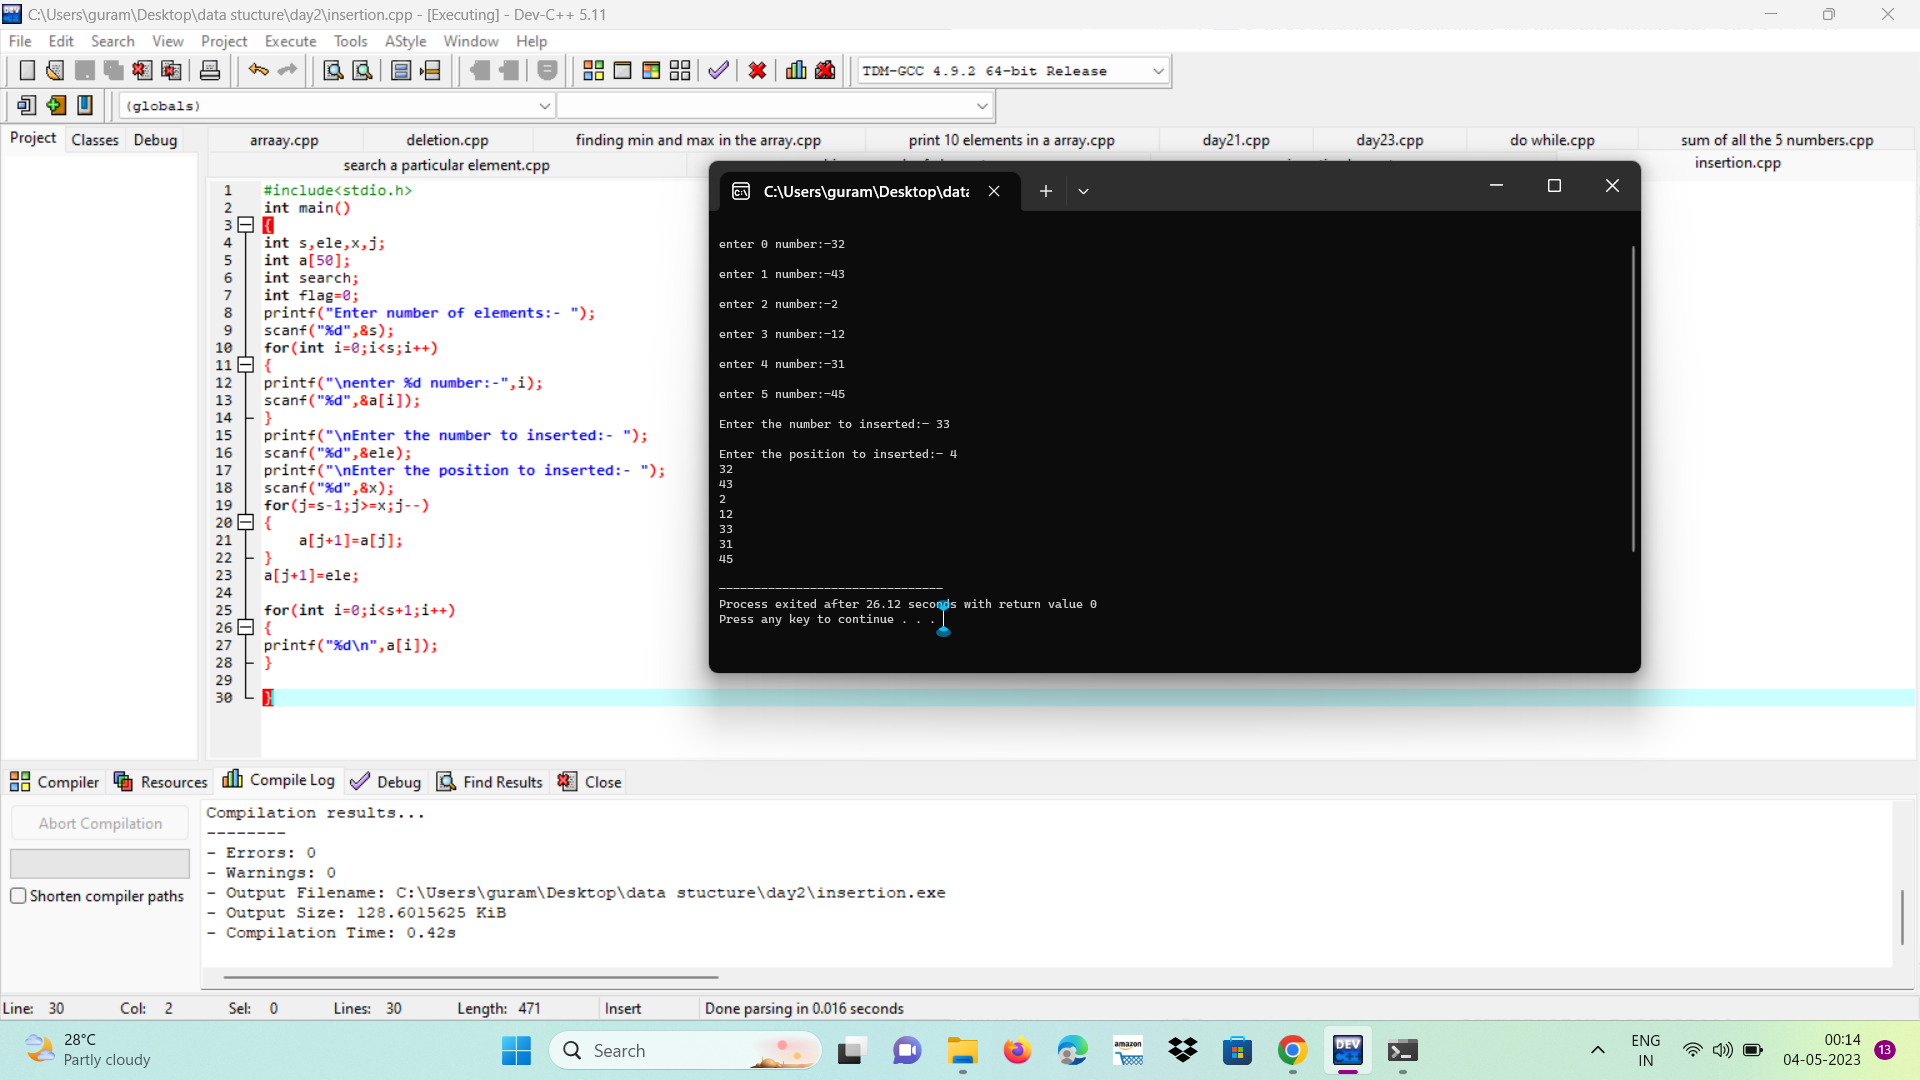 C:\Users\guram\Desktop\data stucture\day2\insertion.cpp - [Executing] - Dev-C++ 5.11
File Edit Search View Project Execute Tools AStyle Window Help
TDM-GCC 4.9.2 64-bit Release
(globals)
Project Classes Debug
arraay.cpp deletion.cpp finding min and max in the array.cpp print 10 elements in a array.cpp day21.cpp day23.cpp do while.cpp sum of all the 5 numbers.cpp
search a particular element.cpp insertion.cpp
1 #include<stdio.h>
2 int main()
3 {
4 int s,ele,x,j;
5 int a[50];
6 int search;
7 int flag=0;
8 printf("Enter number of elements:- ");
9 scanf("%d",&s);
10 for(int i=0;i<s;i++)
11 {
12 printf("\nenter %d number:-",i);
13 scanf("%d",&a[i]);
14 }
15 printf("\nEnter the number to inserted:- ");
16 scanf("%d",&ele);
17 printf("\nEnter the position to inserted:- ");
18 scanf("%d",&x);
19 for(j=s-1;j>=x;j--)
20 {
21 a[j+1]=a[j];
22 }
23 a[j+1]=ele;
24
25 for(int i=0;i<s+1;i++)
26 {
27 printf("%d\n",a[i]);
28 }
29
30 }
C:\Users\guram\Desktop\data
enter 0 number:-32
enter 1 number:-43
enter 2 number:-2
enter 3 number:-12
enter 4 number:-31
enter 5 number:-45
Enter the number to inserted:- 33
Enter the position to inserted:- 4
32
43
2
12
33
31
45
--------------------------------
Process exited after 26.12 seconds with return value 0
Press any key to continue . . .
Compiler Resources Compile Log Debug Find Results Close
Abort Compilation
Shorten compiler paths
Compilation results...
--------
- Errors: 0
- Warnings: 0
- Output Filename: C:\Users\guram\Desktop\data stucture\day2\insertion.exe
- Output Size: 128.6015625 KiB
- Compilation Time: 0.42s
Line: 30 Col: 2 Sel: 0 Lines: 30 Length: 471 Insert Done parsing in 0.016 seconds
28°C
Partly cloudy
Search
amazon
DEV C++
ENG
IN
00:14
04-05-2023
13